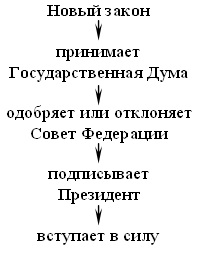 Новый закон
принимает
Государственная Дума
одобряет или отклоняет
Совет Федерации
подписывает
Президент
вступает в силу